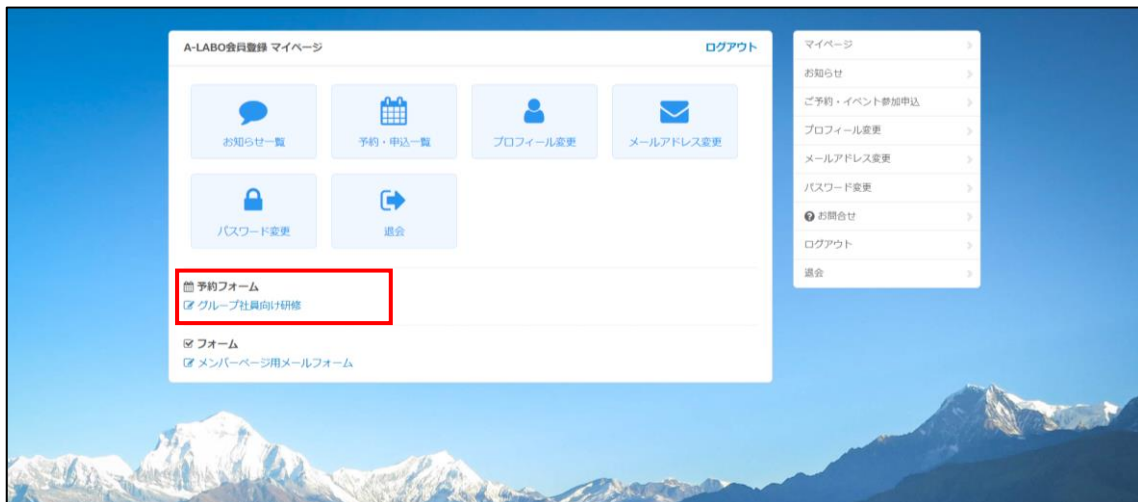 A-LABO会員登録 マイページ
ログアウト
お知らせ一覧
予約・申込一覧
プロフィール変更
メールアドレス変更
パスワード変更
退会
予約フォーム
グループ社員向け研修
フォーム
メンバーページ用メールフォーム
マイページ
お知らせ
ご予約・イベント参加申込
プロフィール変更
メールアドレス変更
パスワード変更
お問合せ
ログアウト
退会